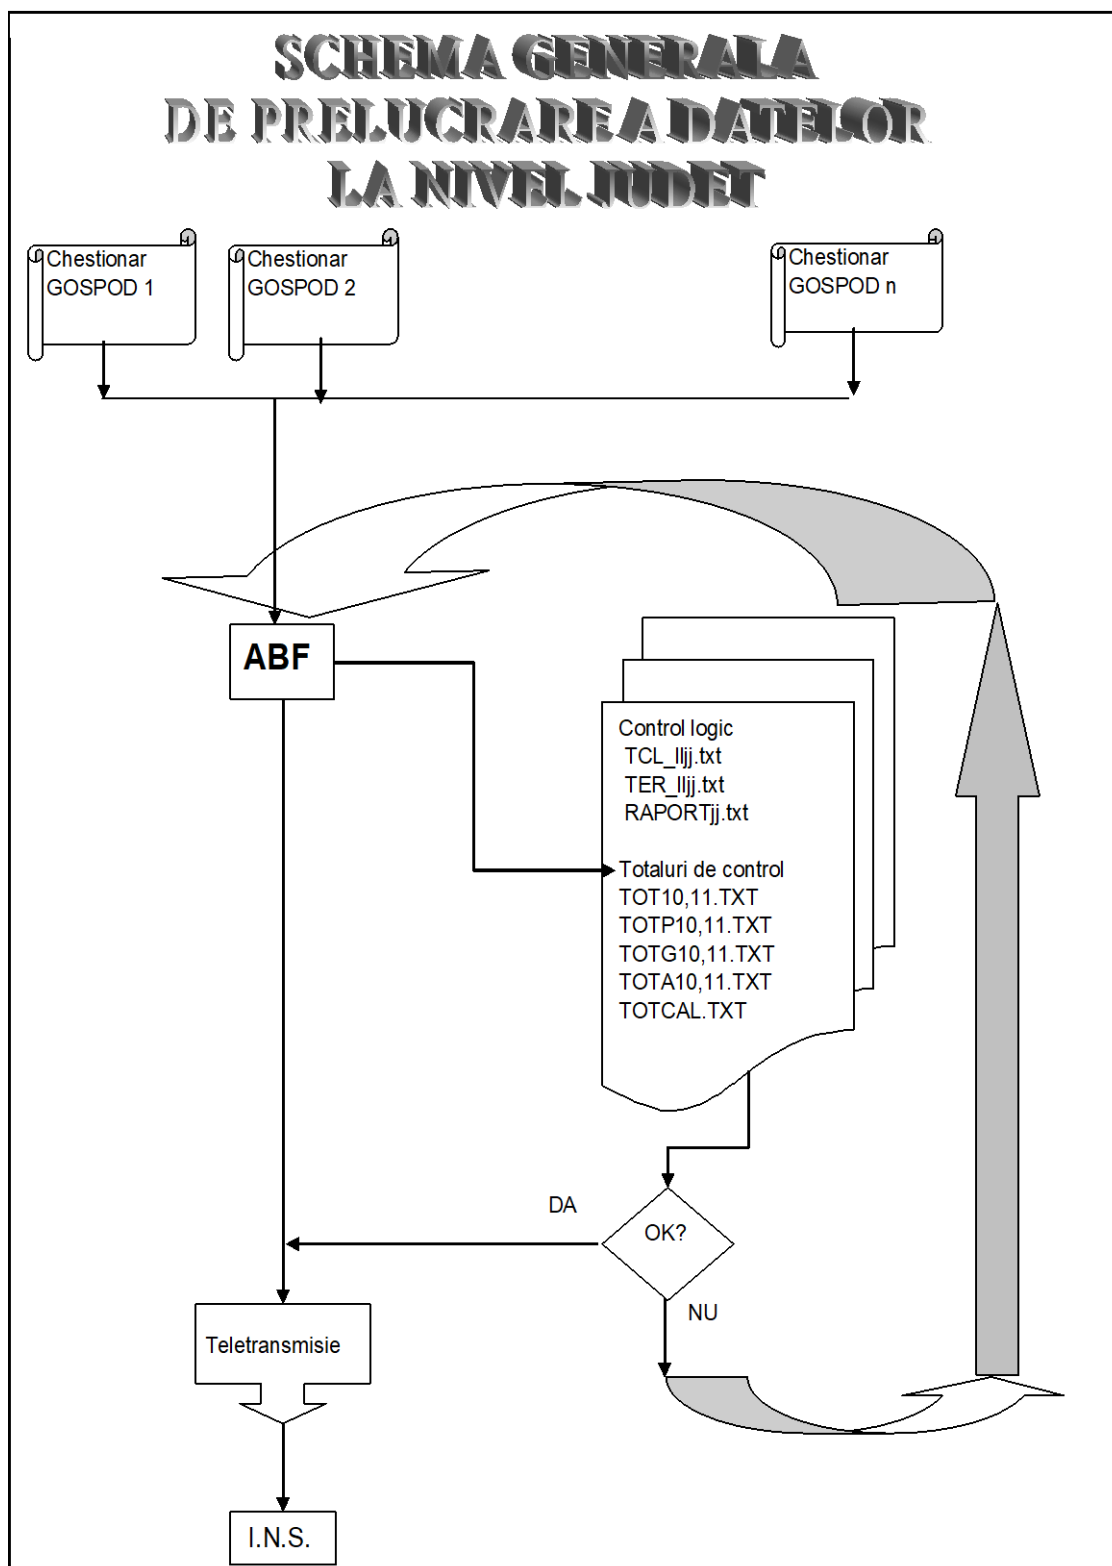 SCHEMA GENERALA
DE PRELUCRARE A DATELOR
LA NIVEL JUDET
Chestionar
GOSPOD 1
Chestionar
GOSPOD 2
Chestionar
GOSPOD n
ABF
Control logic
TCL_lljj.txt
TER_lljj.txt
RAPORTjj.txt
Totaluri de control
TOT10,11.TXT
TOTP10,11.TXT
TOTG10,11.TXT
TOTA10,11.TXT
TOTCAL.TXT
DA
OK?
NU
Teletransmisie
I.N.S.